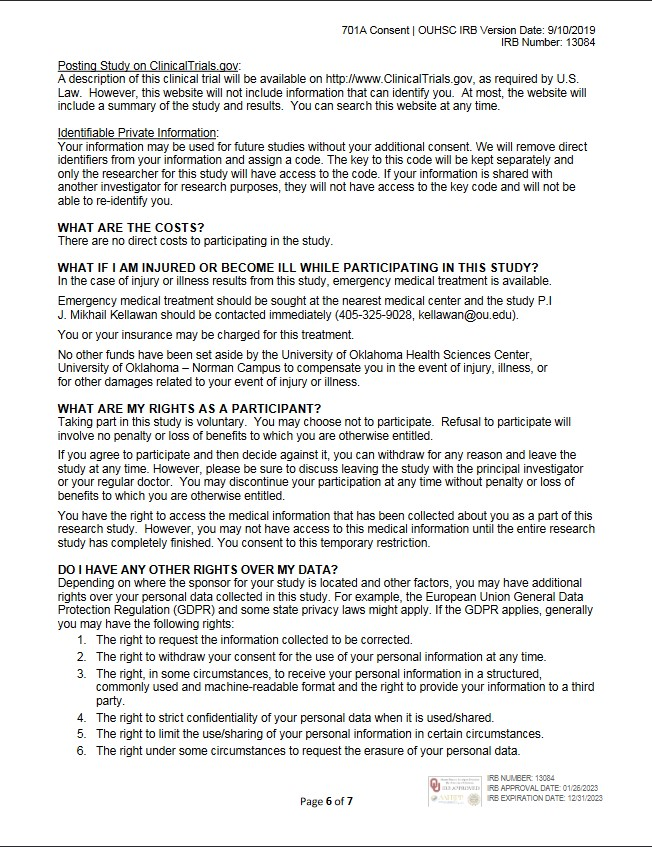 701A Consent | OUHSC IRB Version Date: 9/10/2019
IRB Number: 13084
Posting Study on ClinicalTrials.gov:
A description of this clinical trial will be available on http://www.ClinicalTrials.gov, as required by U.S.
Law.  However, this website will not include information that can identify you.  At most, the website will
include a summary of the study and results.  You can search this website at any time.
Identifiable Private Information:
Your information may be used for future studies without your additional consent. We will remove direct
identifiers from your information and assign a code. The key to this code will be kept separately and
only the researcher for this study will have access to the code. If your information is shared with
another investigator for research purposes, they will not have access to the key code and will not be
able to re-identify you.
WHAT ARE THE COSTS?
There are no direct costs to participating in the study.
WHAT IF I AM INJURED OR BECOME ILL WHILE PARTICIPATING IN THIS STUDY?
In the case of injury or illness results from this study, emergency medical treatment is available.
Emergency medical treatment should be sought at the nearest medical center and the study P.I
J. Mikhail Kellawan should be contacted immediately (405-325-9028, kellawan@ou.edu).
You or your insurance may be charged for this treatment.
No other funds have been set aside by the University of Oklahoma Health Sciences Center,
University of Oklahoma – Norman Campus to compensate you in the event of injury, illness, or
for other damages related to your event of injury or illness.
WHAT ARE MY RIGHTS AS A PARTICIPANT?
Taking part in this study is voluntary.  You may choose not to participate.  Refusal to participate will
involve no penalty or loss of benefits to which you are otherwise entitled.
If you agree to participate and then decide against it, you can withdraw for any reason and leave the
study at any time. However, please be sure to discuss leaving the study with the principal investigator
or your regular doctor.  You may discontinue your participation at any time without penalty or loss of
benefits to which you are otherwise entitled.
You have the right to access the medical information that has been collected about you as a part of this
research study.  However, you may not have access to this medical information until the entire research
study has completely finished. You consent to this temporary restriction.
DO I HAVE ANY OTHER RIGHTS OVER MY DATA?
Depending on where the sponsor for your study is located and other factors, you may have additional
rights over your personal data collected in this study. For example, the European Union General Data
Protection Regulation (GDPR) and some state privacy laws might apply. If the GDPR applies, generally
you may have the following rights:
1. The right to request the information collected to be corrected.
2. The right to withdraw your consent for the use of your personal information at any time.
3. The right, in some circumstances, to receive your personal information in a structured,
commonly used and machine-readable format and the right to provide your information to a third
party.
4. The right to strict confidentiality of your personal data when it is used/shared.
5. The right to limit the use/sharing of your personal information in certain circumstances.
6. The right under some circumstances to request the erasure of your personal data.
IRB APPROVED
IRB NUMBER: 13084
IRB APPROVAL DATE: 01/26/2023
IRB EXPIRATION DATE: 12/31/2023
Page 6 of 7